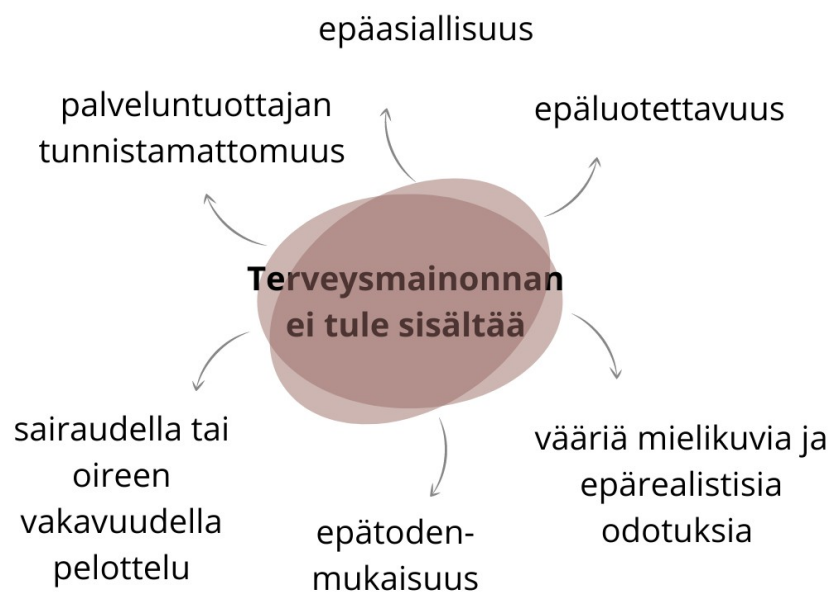 epäasiallisuus
palveluntuottajan
tunnistamattomuus
epäluotettavuus
Terveysmainonnan
ei tule sisältää
sairaudella tai
oireen
vakavuudella
pelottelu
epätoden-
mukaisuus
vääriä mielikuvia ja
epärealistisia
odotuksia